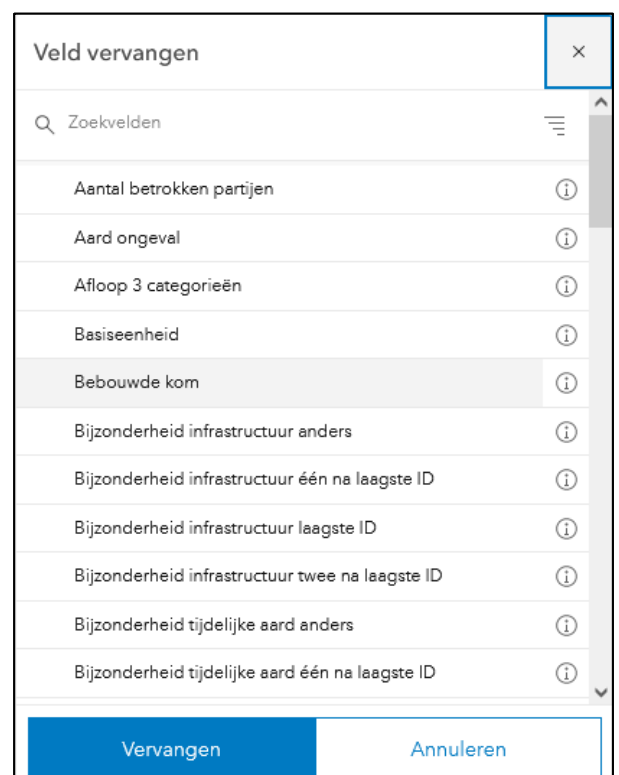 Veld vervangen
Zoekvelden
Aantal betrokken partijen
Aard ongeval
Afloop 3 categorieën
Basiseenheid
Bebouwde kom
Bijzonderheid infrastructuur anders
Bijzonderheid infrastructuur één na laagste ID
Bijzonderheid infrastructuur laagste ID
Bijzonderheid infrastructuur twee na laagste ID
Bijzonderheid tijdelijke aard anders
Bijzonderheid tijdelijke aard één na laagste ID
Vervangen Annuleren